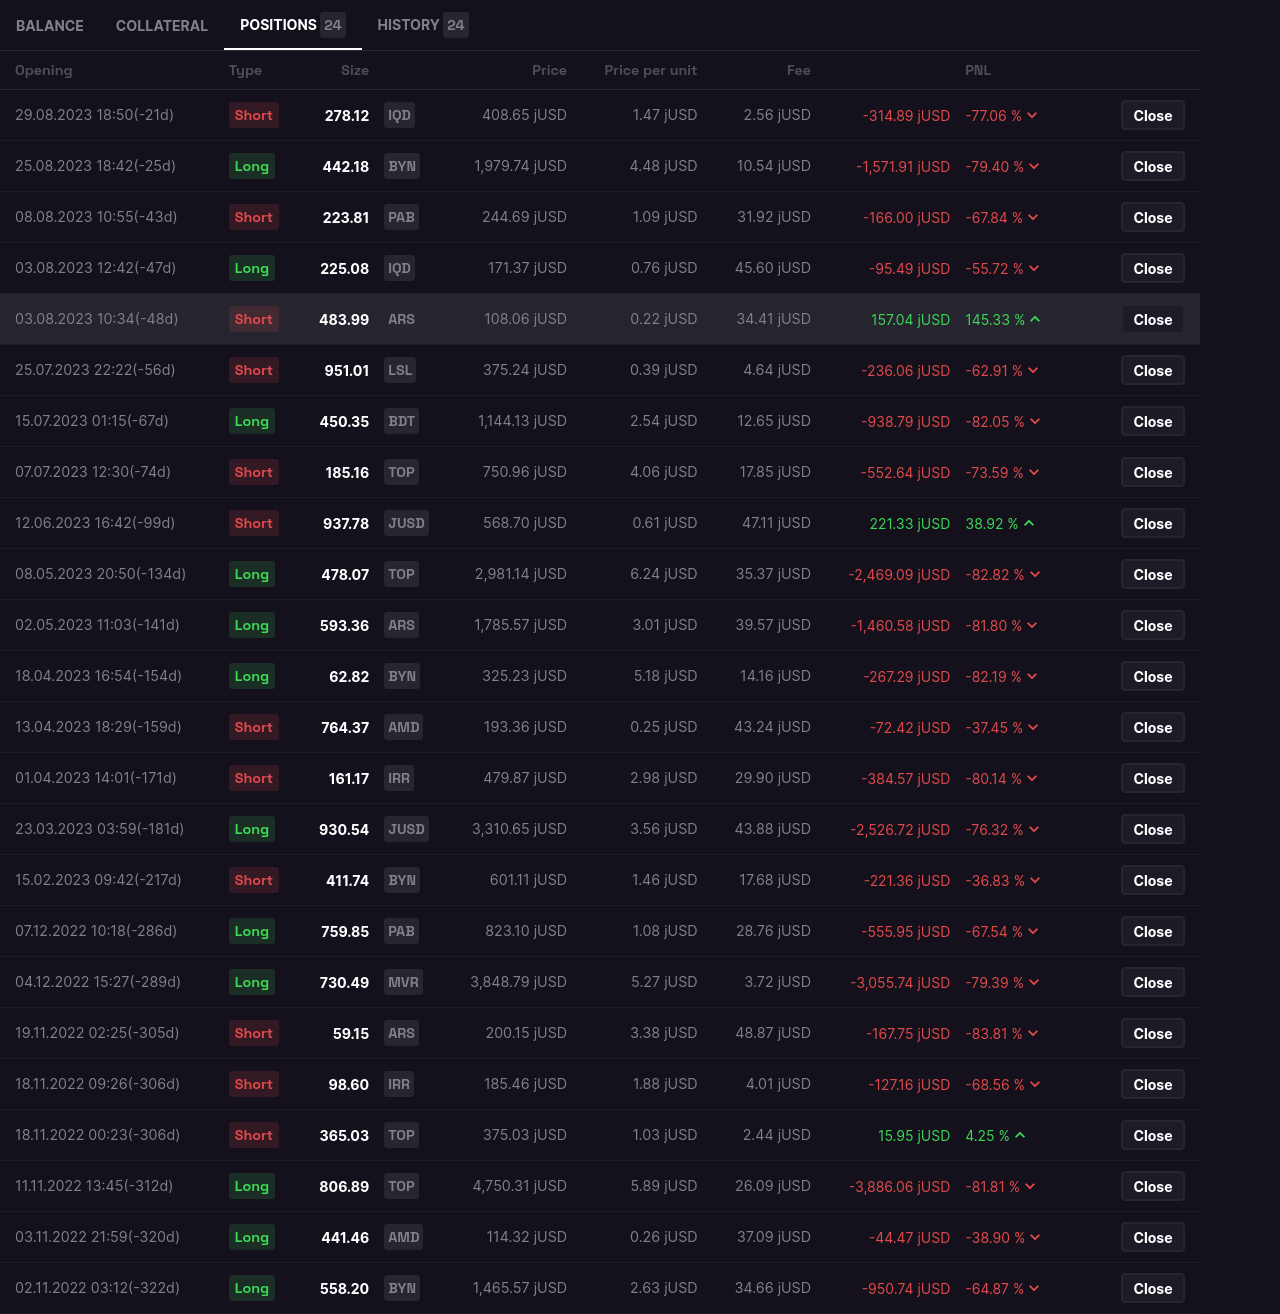 BALANCE COLLATERAL POSITIONS 24 HISTORY 24
Opening Type Size Price Price per unit Fee PNL
29.08.2023 18:50(-21d) Short 278.12 IQD 408.65 jUSD 1.47 jUSD 2.56 jUSD -314.89 jUSD -77.06 % Close
25.08.2023 18:42(-25d) Long 442.18 BYN 1,979.74 jUSD 4.48 jUSD 10.54 jUSD -1,571.91 jUSD -79.40 % Close
08.08.2023 10:55(-43d) Short 223.81 PAB 244.69 jUSD 1.09 jUSD 31.92 jUSD -166.00 jUSD -67.84 % Close
03.08.2023 12:42(-47d) Long 225.08 IQD 171.37 jUSD 0.76 jUSD 45.60 jUSD -95.49 jUSD -55.72 % Close
03.08.2023 10:34(-48d) Short 483.99 ARS 108.06 jUSD 0.22 jUSD 34.41 jUSD 157.04 jUSD 145.33 % Close
25.07.2023 22:22(-56d) Short 951.01 LSL 375.24 jUSD 0.39 jUSD 4.64 jUSD -236.06 jUSD -62.91 % Close
15.07.2023 01:15(-67d) Long 450.35 BDT 1,144.13 jUSD 2.54 jUSD 12.65 jUSD -938.79 jUSD -82.05 % Close
07.07.2023 12:30(-74d) Short 185.16 TOP 750.96 jUSD 4.06 jUSD 17.85 jUSD -552.64 jUSD -73.59 % Close
12.06.2023 16:42(-99d) Short 937.78 JUSD 568.70 jUSD 0.61 jUSD 47.11 jUSD 221.33 jUSD 38.92 % Close
08.05.2023 20:50(-134d) Long 478.07 TOP 2,981.14 jUSD 6.24 jUSD 35.37 jUSD -2,469.09 jUSD -82.82 % Close
02.05.2023 11:03(-141d) Long 593.36 ARS 1,785.57 jUSD 3.01 jUSD 39.57 jUSD -1,460.58 jUSD -81.80 % Close
18.04.2023 16:54(-154d) Long 62.82 BYN 325.23 jUSD 5.18 jUSD 14.16 jUSD -267.29 jUSD -82.19 % Close
13.04.2023 18:29(-159d) Short 764.37 AMD 193.36 jUSD 0.25 jUSD 43.24 jUSD -72.42 jUSD -37.45 % Close
01.04.2023 14:01(-171d) Short 161.17 IRR 479.87 jUSD 2.98 jUSD 29.90 jUSD -384.57 jUSD -80.14 % Close
23.03.2023 03:59(-181d) Long 930.54 JUSD 3,310.65 jUSD 3.56 jUSD 43.88 jUSD -2,526.72 jUSD -76.32 % Close
15.02.2023 09:42(-217d) Short 411.74 BYN 601.11 jUSD 1.46 jUSD 17.68 jUSD -221.36 jUSD -36.83 % Close
07.12.2022 10:18(-286d) Long 759.85 PAB 823.10 jUSD 1.08 jUSD 28.76 jUSD -555.95 jUSD -67.54 % Close
04.12.2022 15:27(-289d) Long 730.49 MVR 3,848.79 jUSD 5.27 jUSD 3.72 jUSD -3,055.74 jUSD -79.39 % Close
19.11.2022 02:25(-305d) Short 59.15 ARS 200.15 jUSD 3.38 jUSD 48.87 jUSD -167.75 jUSD -83.81 % Close
18.11.2022 09:26(-306d) Short 98.60 IRR 185.46 jUSD 1.88 jUSD 4.01 jUSD -127.16 jUSD -68.56 % Close
18.11.2022 00:23(-306d) Short 365.03 TOP 375.03 jUSD 1.03 jUSD 2.44 jUSD 15.95 jUSD 4.25 % Close
11.11.2022 13:45(-312d) Long 806.89 TOP 4,750.31 jUSD 5.89 jUSD 26.09 jUSD -3,886.06 jUSD -81.81 % Close
03.11.2022 21:59(-320d) Long 441.46 AMD 114.32 jUSD 0.26 jUSD 37.09 jUSD -44.47 jUSD -38.90 % Close
02.11.2022 03:12(-322d) Long 558.20 BYN 1,465.57 jUSD 2.63 jUSD 34.66 jUSD -950.74 jUSD -64.87 % Close